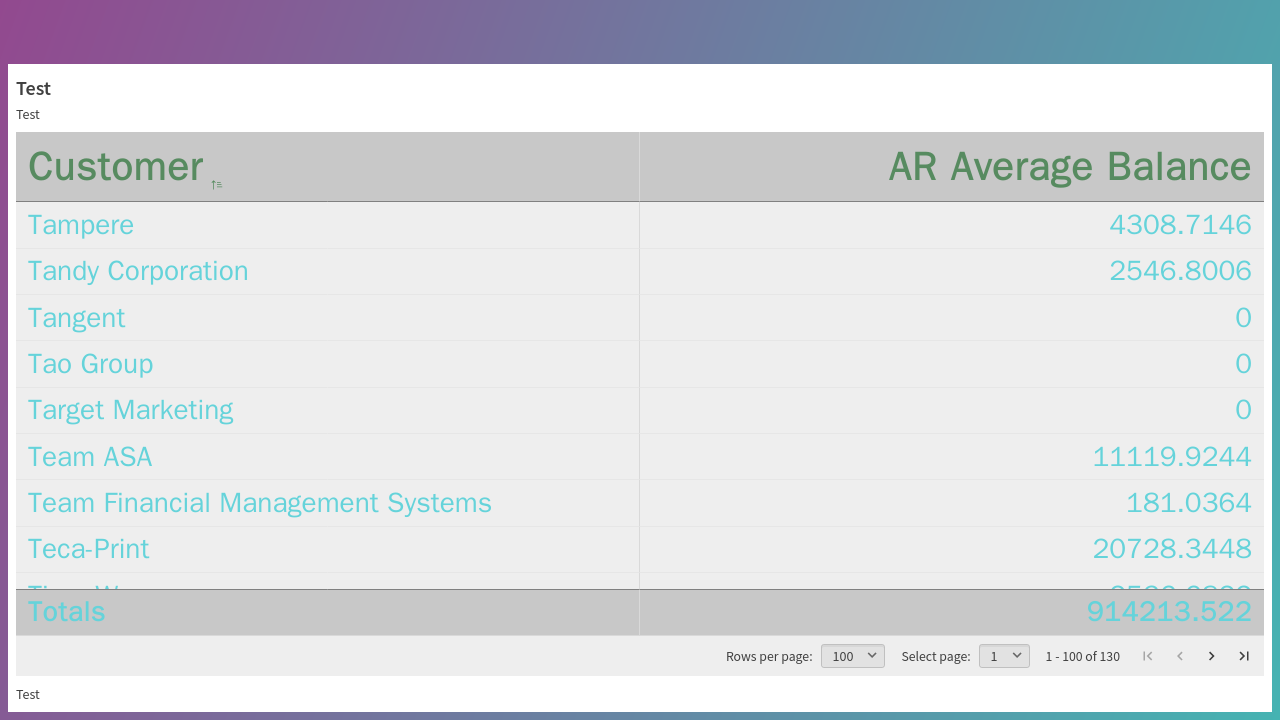 Test
Test
Customer AR Average Balance
Tampere 4308.7146
Tandy Corporation 2546.8006
Tangent 0
Tao Group 0
Target Marketing 0
Team ASA 11119.9244
Team Financial Management Systems 181.0364
Teca-Print 20728.3448
Totals 914213.522
Rows per page: 100 Select page: 1 1 - 100 of 130
Test